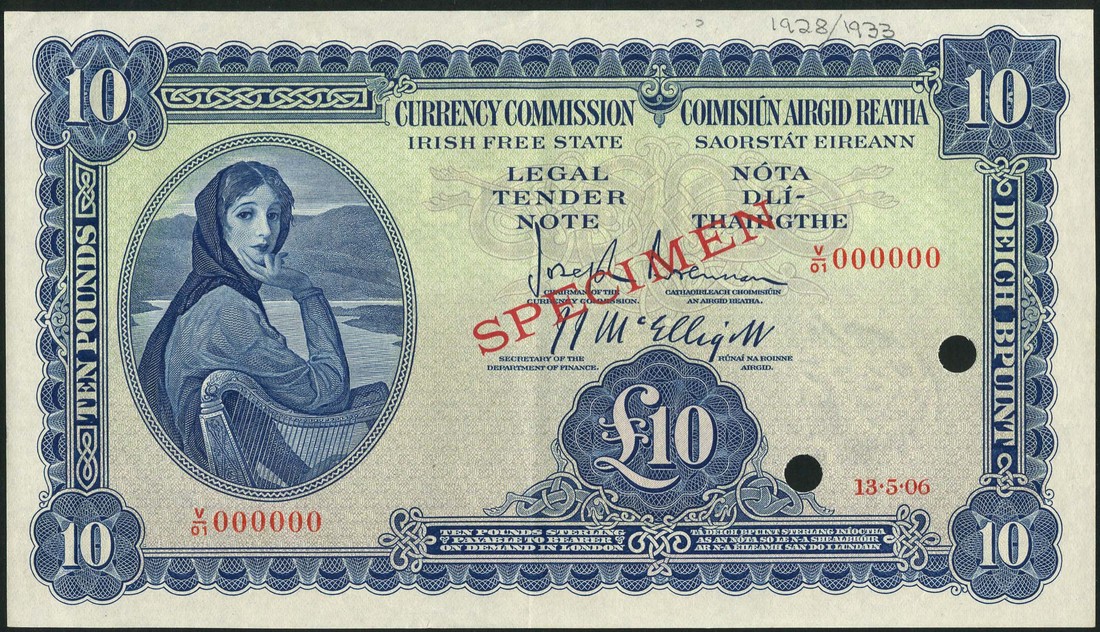 1928/1933
10
10
CURRENCY COMMISSION
IRISH FREE STATE
LEGAL
TENDER
NOTE
COIMISIÚN AIRGID REATHA
SAORSTÁT EIREANN
NÓTA
DLÍ-
THAIRGTHE
V/01 000000
Joseph Brennan
CHAIRMAN OF THE
CURRENCY COMMISSION.
CATHAOIRLEACH CHOIMISIÚN
AN AIRGID REATHA.
SPECIMEN
JJ McElligott
SECRETARY OF THE
DEPARTMENT OF FINANCE.
RÚNAÍ NA ROINNE
AIRGID.
TEN POUNDS
DEICH BPUINT
£10
13·5·06
V/01 000000
TEN POUNDS STERLING
PAYABLE TO BEARER
ON DEMAND IN LONDON
TÁ DEICH BPUNT STERLING INÍOCTHA
AS AN NÓTA SO LE N-A SHEALBHÓIR
AR N-A ÉILEAMH SAN DO I LUNDAIN
10
10